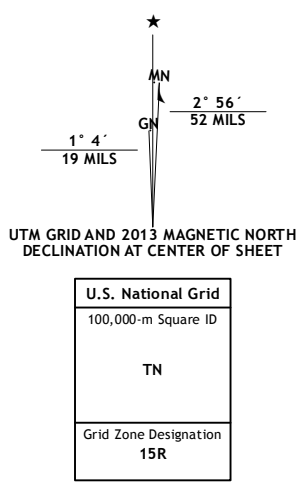 ★
MN
GN
2° 56´
52 MILS
1° 4´
19 MILS
UTM GRID AND 2013 MAGNETIC NORTH
DECLINATION AT CENTER OF SHEET
U.S. National Grid
100,000-m Square ID
TN
Grid Zone Designation
15R